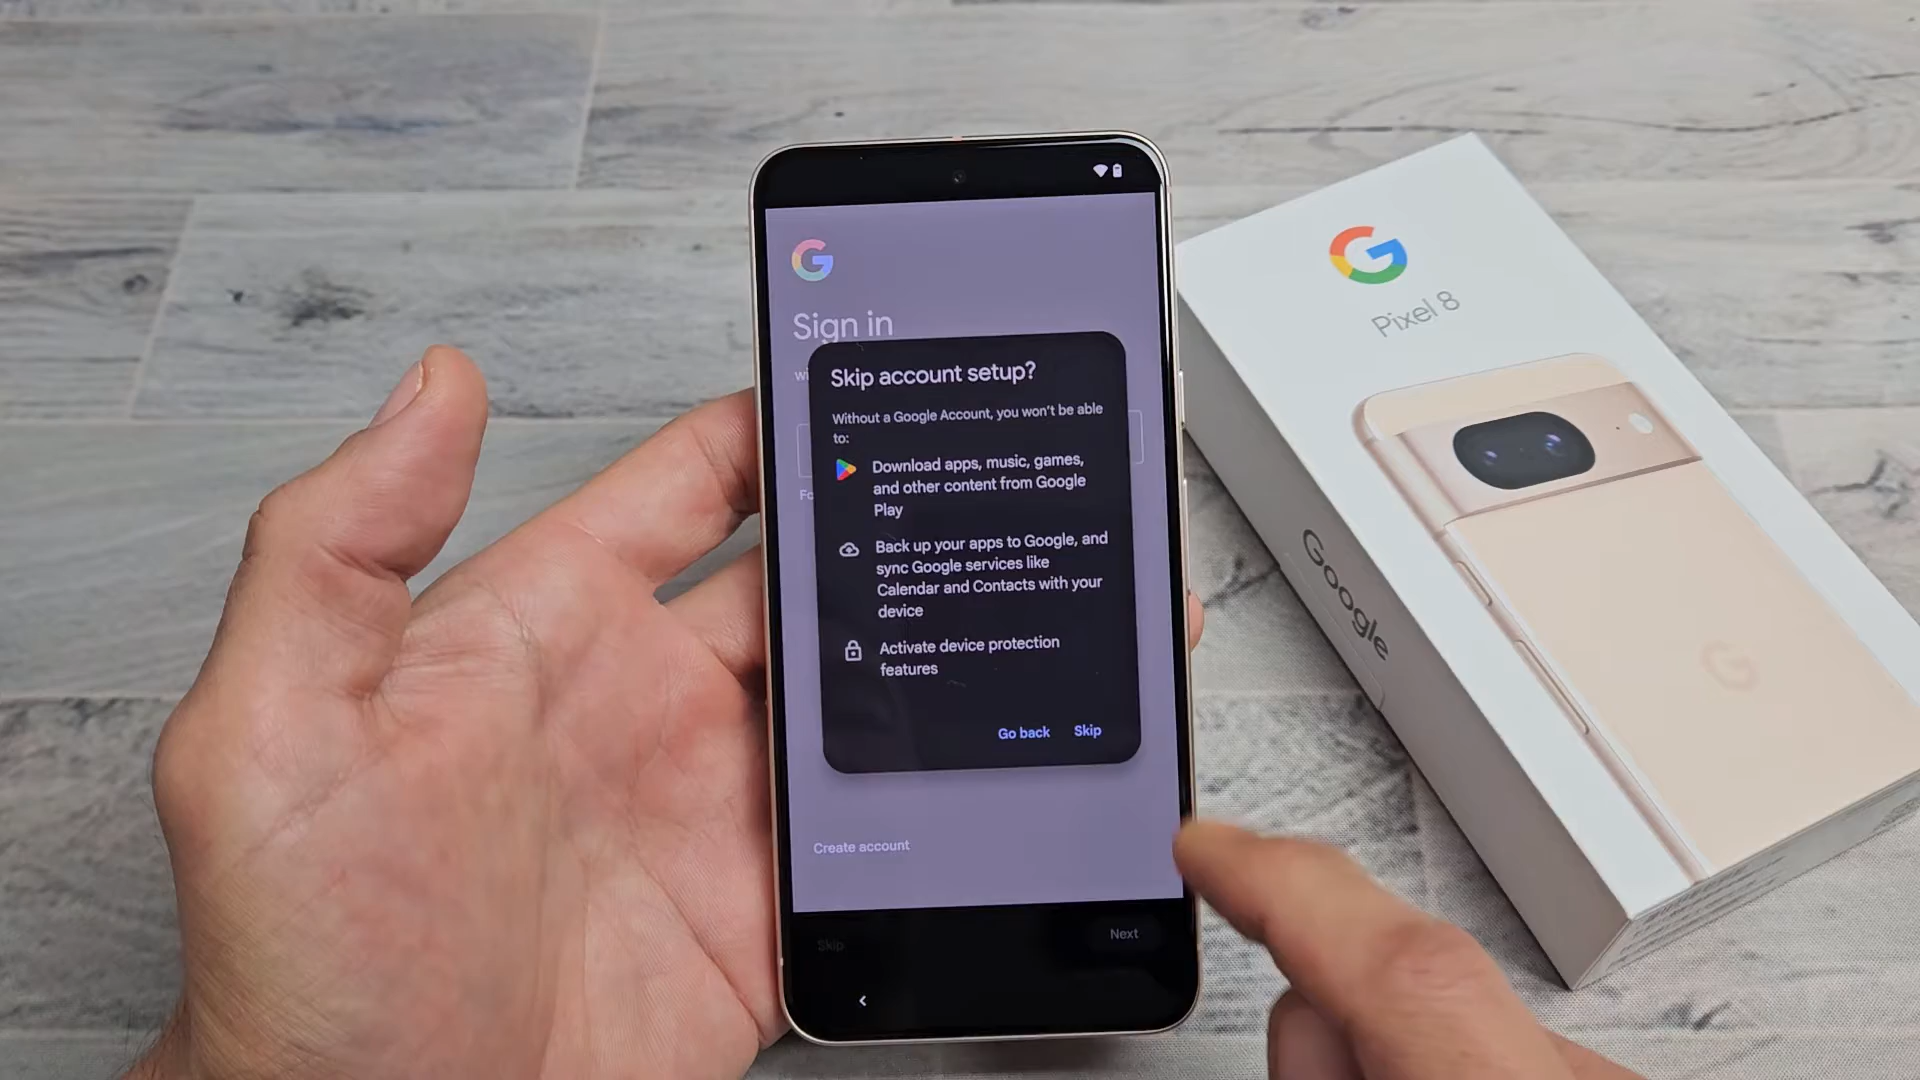 Sign in
wi
Skip account setup?
Without a Google Account, you won't be able
to:
Download apps, music, games,
and other content from Google
Play
Fo
Back up your apps to Google, and
sync Google services like
Calendar and Contacts with your
device
Activate device protection
features
Go back Skip
Create account
Skip Next
G
Pixel 8
Google
G